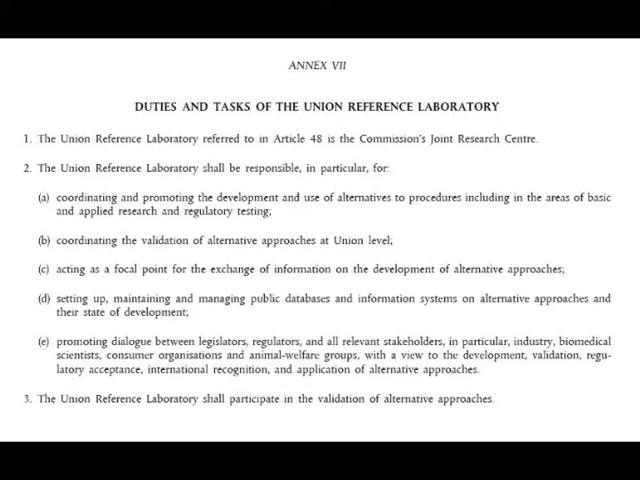 ANNEX VII
DUTIES AND TASKS OF THE UNION REFERENCE LABORATORY
1. The Union Reference Laboratory referred to in Article 48 is the Commission's Joint Research Centre.
2. The Union Reference Laboratory shall be responsible, in particular, for:
(a) coordinating and promoting the development and use of alternatives to procedures including in the areas of basic
and applied research and regulatory testing;
(b) coordinating the validation of alternative approaches at Union level;
(c) acting as a focal point for the exchange of information on the development of alternative approaches;
(d) setting up, maintaining and managing public databases and information systems on alternative approaches and
their state of development;
(e) promoting dialogue between legislators, regulators, and all relevant stakeholders, in particular, industry, biomedical
scientists, consumer organisations and animal-welfare groups, with a view to the development, validation, regu-
latory acceptance, international recognition, and application of alternative approaches.
3. The Union Reference Laboratory shall participate in the validation of alternative approaches.